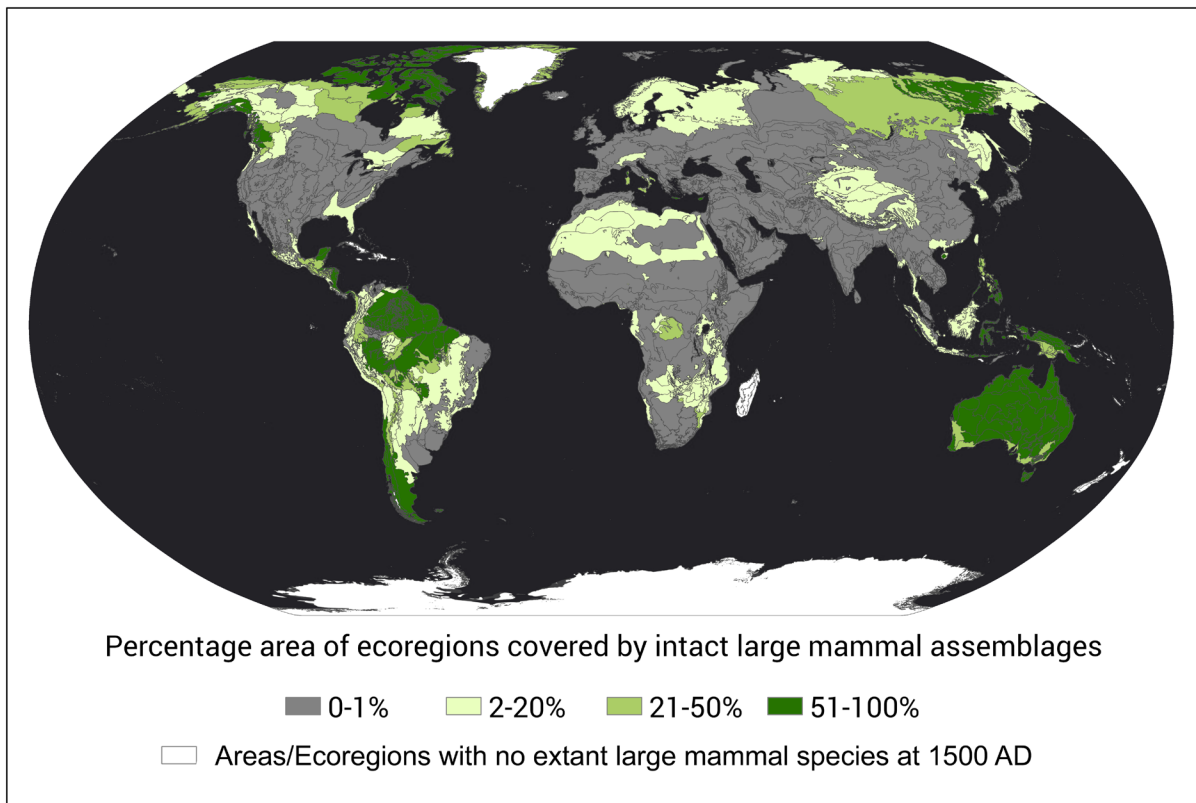 Percentage area of ecoregions covered by intact large mammal assemblages
0-1% 2-20% 21-50% 51-100%
Areas/Ecoregions with no extant large mammal species at 1500 AD